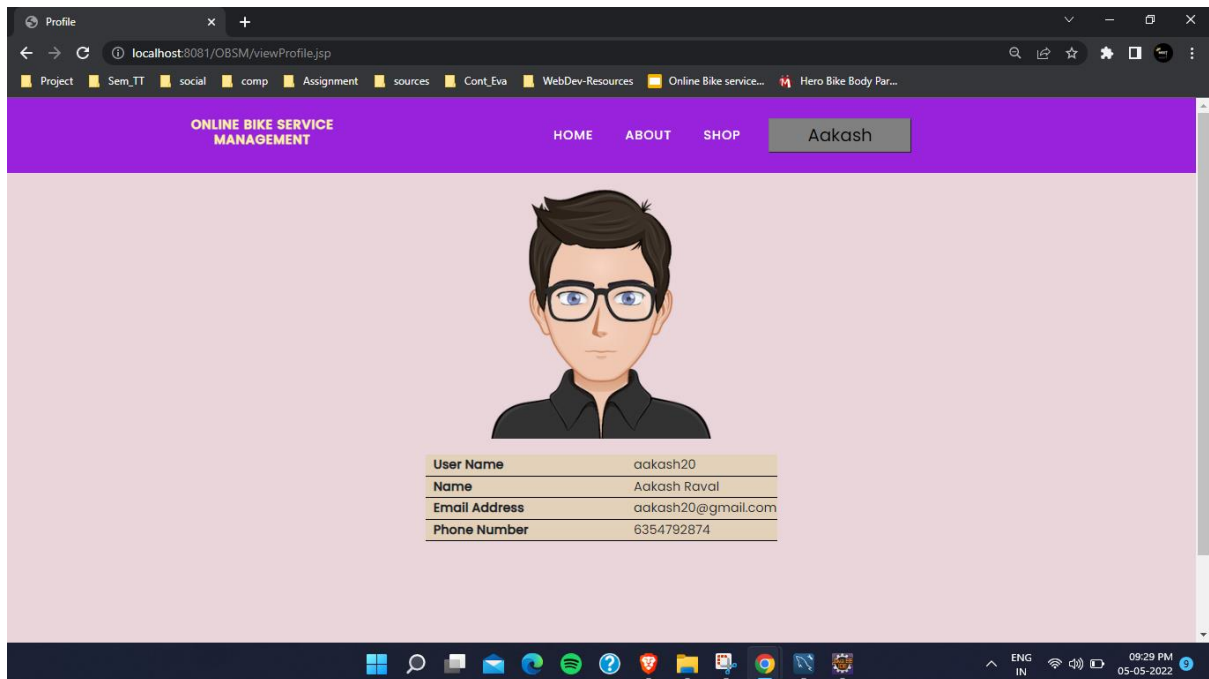 Profile
localhost:8081/OBSM/viewProfile.jsp
Project Sem_TT social comp Assignment sources Cont_Eva WebDev-Resources Online Bike service... Hero Bike Body Par...
ONLINE BIKE SERVICE
MANAGEMENT
HOME ABOUT SHOP Aakash
User Name aakash20
Name Aakash Raval
Email Address aakash20@gmail.com
Phone Number 6354792874
ENG
IN
09:29 PM
05-05-2022
9